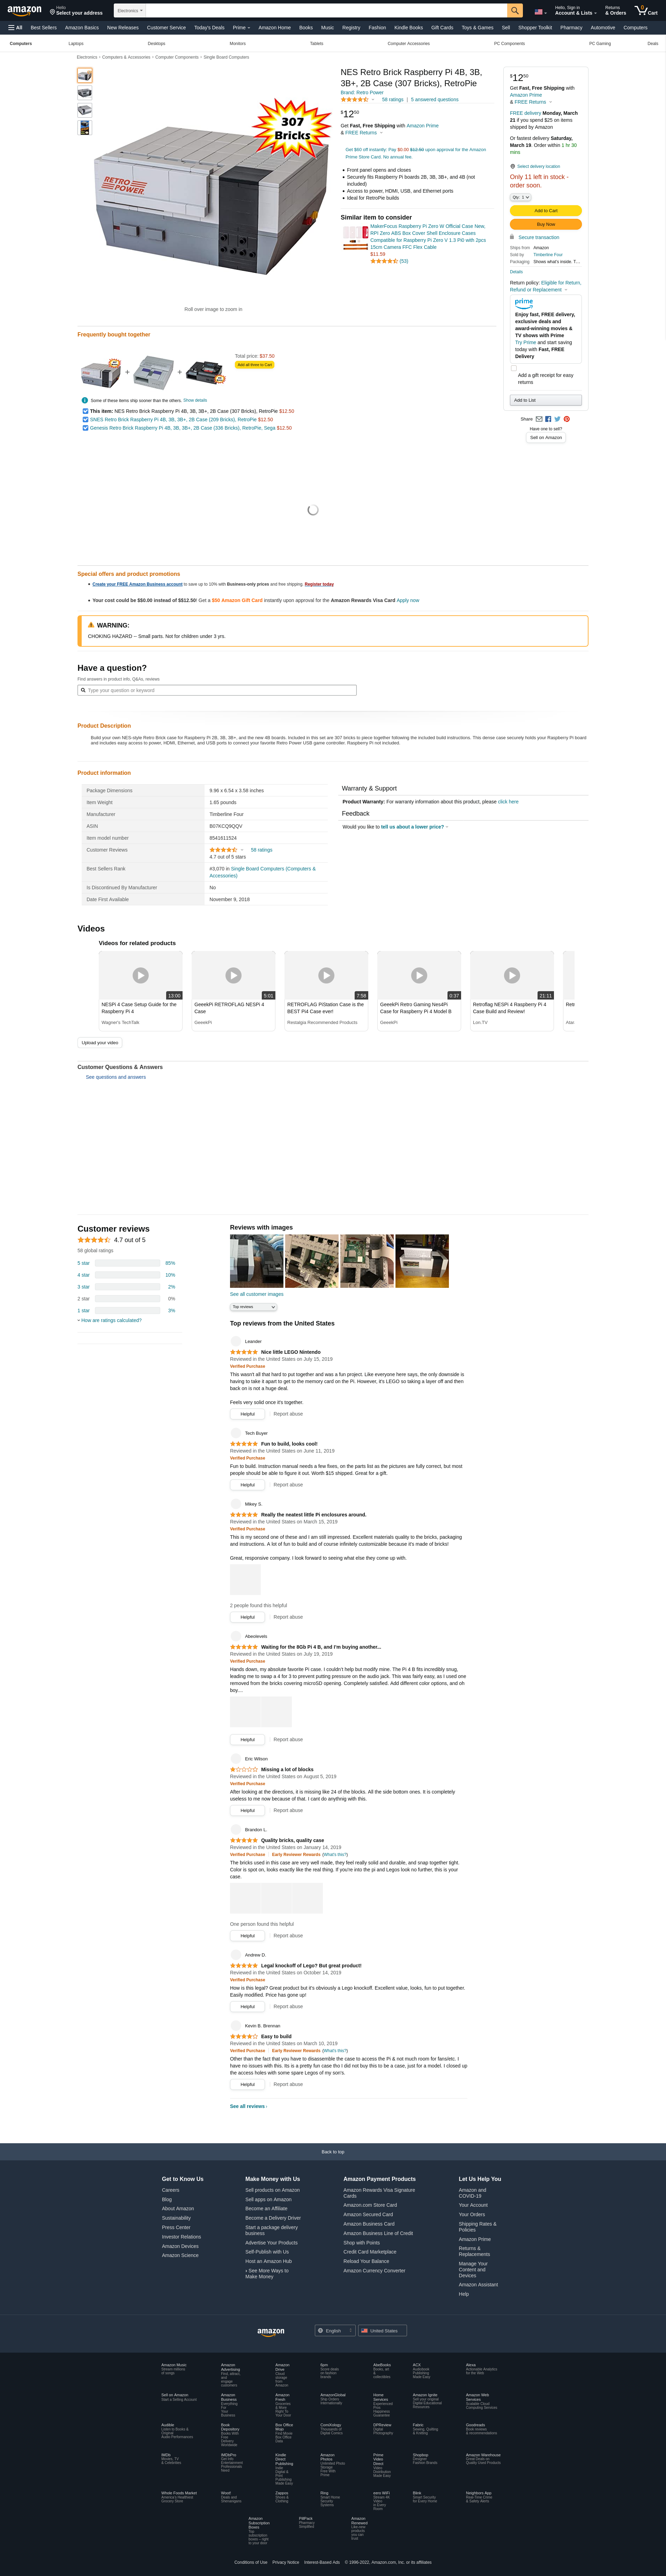 amazon
Hello
Select your address
Electronics
Hello, Sign in
Account & Lists
Returns
& Orders
0
Cart
All
Best Sellers
Amazon Basics
New Releases
Customer Service
Today's Deals
Prime
Amazon Home
Books
Music
Registry
Fashion
Kindle Books
Gift Cards
Toys & Games
Sell
Shopper Toolkit
Pharmacy
Automotive
Computers
Computers
Laptops
Desktops
Monitors
Tablets
Computer Accessories
PC Components
PC Gaming
Deals
Electronics › Computers & Accessories › Computer Components › Single Board Computers
307
Bricks
RETRO
POWER
Roll over image to zoom in
NES Retro Brick Raspberry Pi 4B, 3B,
3B+, 2B Case (307 Bricks), RetroPie
Brand: Retro Power
58 ratings | 5 answered questions
$12⁵⁰
Get Fast, Free Shipping with Amazon Prime
& FREE Returns
Get $60 off instantly: Pay $0.00 $12.50 upon approval for the Amazon
Prime Store Card. No annual fee.
Front panel opens and closes
Securely fits Raspberry Pi boards 2B, 3B, 3B+, and 4B (not
included)
Access to power, HDMI, USB, and Ethernet ports
Ideal for RetroPie builds
Similar item to consider
MakerFocus Raspberry Pi Zero W Official Case New,
RPI Zero ABS Box Cover Shell Enclosure Cases
Compatible for Raspberry Pi Zero V 1.3 Pi0 with 2pcs
15cm Camera FFC Flex Cable
$11.59
(53)
$12⁵⁰
Get Fast, Free Shipping with
Amazon Prime
& FREE Returns
FREE delivery Monday, March
21 if you spend $25 on items
shipped by Amazon
Or fastest delivery Saturday,
March 19. Order within 1 hr 30
mins
Select delivery location
Only 11 left in stock -
order soon.
Qty: 1
Add to Cart
Buy Now
Secure transaction
Ships from Amazon
Sold by Timberline Four
Packaging Shows what's inside. T…
Details
Return policy: Eligible for Return,
Refund or Replacement
prime
Enjoy fast, FREE delivery,
exclusive deals and
award-winning movies &
TV shows with Prime
Try Prime and start saving
today with Fast, FREE
Delivery
Add a gift receipt for easy
returns
Add to List
Share
Have one to sell?
Sell on Amazon
Frequently bought together
Total price: $37.50
Add all three to Cart
Some of these items ship sooner than the others. Show details
This item: NES Retro Brick Raspberry Pi 4B, 3B, 3B+, 2B Case (307 Bricks), RetroPie $12.50
SNES Retro Brick Raspberry Pi 4B, 3B, 3B+, 2B Case (209 Bricks), RetroPie $12.50
Genesis Retro Brick Raspberry Pi 4B, 3B, 3B+, 2B Case (336 Bricks), RetroPie, Sega $12.50
Special offers and product promotions
Create your FREE Amazon Business account to save up to 10% with Business-only prices and free shipping. Register today
Your cost could be $$0.00 instead of $$12.50! Get a $50 Amazon Gift Card instantly upon approval for the Amazon Rewards Visa Card Apply now
WARNING:
CHOKING HAZARD -- Small parts. Not for children under 3 yrs.
Have a question?
Find answers in product info, Q&As, reviews
Type your question or keyword
Product Description
Build your own NES-style Retro Brick case for Raspberry Pi 2B, 3B, 3B+, and the new 4B boards. Included in this set are 307 bricks to piece together following the included build instructions. This dense case securely holds your Raspberry Pi board
and includes easy access to power, HDMI, Ethernet, and USB ports to connect your favorite Retro Power USB game controller. Raspberry Pi not included.
Product information
Package Dimensions 9.96 x 6.54 x 3.58 inches
Item Weight 1.65 pounds
Manufacturer Timberline Four
ASIN B07KCQ9QQV
Item model number 8541611524
Customer Reviews 58 ratings
4.7 out of 5 stars
Best Sellers Rank #3,070 in Single Board Computers (Computers &
Accessories)
Is Discontinued By Manufacturer No
Date First Available November 9, 2018
Warranty & Support
Product Warranty: For warranty information about this product, please click here
Feedback
Would you like to tell us about a lower price?
Videos
Videos for related products
13:00
NESPi 4 Case Setup Guide for the
Raspberry Pi 4
Wagner's TechTalk
5:01
GeeekPi RETROFLAG NESPi 4
Case
GeeekPi
7:58
RETROFLAG PiStation Case is the
BEST Pi4 Case ever!
Restalgia Recommended Products
0:37
GeeekPi Retro Gaming Nes4Pi
Case for Raspberry Pi 4 Model B
GeeekPi
21:11
Retroflag NESPi 4 Raspberry Pi 4
Case Build and Review!
Lon.TV
Upload your video
Customer Questions & Answers
See questions and answers
Customer reviews
4.7 out of 5
58 global ratings
5 star 85%
4 star 10%
3 star 2%
2 star 0%
1 star 3%
How are ratings calculated?
Reviews with images
See all customer images
Top reviews
Top reviews from the United States
Leander
Nice little LEGO Nintendo
Reviewed in the United States on July 15, 2019
Verified Purchase
This wasn't all that hard to put together and was a fun project. Like everyone here says, the only downside is
having to take it apart to get to the memory card on the Pi. However, it's LEGO so taking a layer off and then
back on is not a huge deal.
Feels very solid once it's together.
Helpful
Report abuse
Tech Buyer
Fun to build, looks cool!
Reviewed in the United States on June 11, 2019
Verified Purchase
Fun to build. Instruction manual needs a few fixes, on the parts list as the pictures are fully correct, but most
people should be able to figure it out. Worth $15 shipped. Great for a gift.
Helpful
Report abuse
Mikey S.
Really the neatest little Pi enclosures around.
Reviewed in the United States on March 15, 2019
Verified Purchase
This is my second one of these and I am still impressed. Excellent materials quality to the bricks, packaging
and instructions. A lot of fun to build and of course infinitely customizable because it's made of bricks!
Great, responsive company. I look forward to seeing what else they come up with.
2 people found this helpful
Helpful
Report abuse
Abeolevets
Waiting for the 8Gb Pi 4 B, and I'm buying another...
Reviewed in the United States on July 19, 2019
Verified Purchase
Hands down, my absolute favorite Pi case. I couldn't help but modify mine. The Pi 4 B fits incredibly snug,
leading me to swap a 4 for 3 to prevent putting pressure on the audio jack. This was fairly easy, as i used one
removed from the bricks covering microSD opening. Completely satisfied. Add different color options, and oh
boy....
Helpful
Report abuse
Eric Wilson
Missing a lot of blocks
Reviewed in the United States on August 5, 2019
Verified Purchase
After looking at the directions, it is missing like 24 of the blocks. All the side bottom ones. It is completely
useless to me now because of that. I cant do anythnig with this.
Helpful
Report abuse
Brandon L.
Quality bricks, quality case
Reviewed in the United States on January 14, 2019
Verified Purchase Early Reviewer Rewards (What's this?)
The bricks used in this case are very well made, they feel really solid and durable, and snap together tight.
Color is spot on, looks exactly like the real thing. If you're into the pi and Legos look no further, this is your
case.
One person found this helpful
Helpful
Report abuse
Andrew D.
Legal knockoff of Lego? But great product!
Reviewed in the United States on October 14, 2019
Verified Purchase
How is this legal? Great product but it's obviously a Lego knockoff. Excellent value, looks, fun to put together.
Easily modified. Price has gone up!
Helpful
Report abuse
Kevin B. Brennan
Easy to build
Reviewed in the United States on March 10, 2019
Verified Purchase Early Reviewer Rewards (What's this?)
Other than the fact that you have to disassemble the case to access the Pi & not much room for fans/etc, I
have no issues with this. Its is a pretty fun case tho I did not buy this to be a case, just to build it. I closed off all
the access holes with some spare Legos of my son's.
Helpful
Report abuse
See all reviews ›
Back to top
Get to Know Us
Careers
Blog
About Amazon
Sustainability
Press Center
Investor Relations
Amazon Devices
Amazon Science
Make Money with Us
Sell products on Amazon
Sell apps on Amazon
Become an Affiliate
Become a Delivery Driver
Start a package delivery
business
Advertise Your Products
Self-Publish with Us
Host an Amazon Hub
› See More Ways to
Make Money
Amazon Payment Products
Amazon Rewards Visa Signature
Cards
Amazon.com Store Card
Amazon Secured Card
Amazon Business Card
Amazon Business Line of Credit
Shop with Points
Credit Card Marketplace
Reload Your Balance
Amazon Currency Converter
Let Us Help You
Amazon and
COVID-19
Your Account
Your Orders
Shipping Rates &
Policies
Amazon Prime
Returns &
Replacements
Manage Your
Content and
Devices
Amazon Assistant
Help
amazon
English
United States
Conditions of Use
Privacy Notice
Interest-Based Ads
© 1996-2022, Amazon.com, Inc. or its affiliates